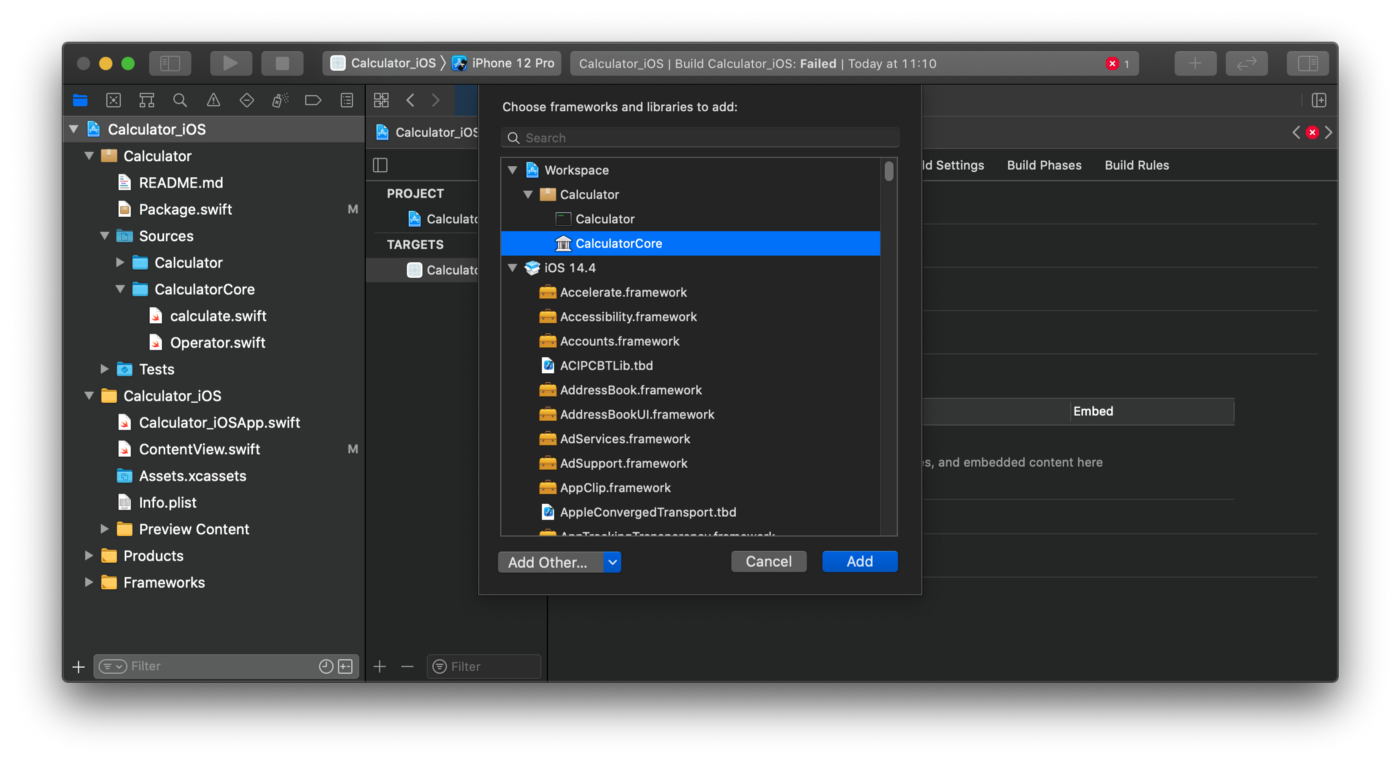 Calculator_iOS 〉 iPhone 12 Pro
Calculator_iOS | Build Calculator_iOS: Failed | Today at 11:10
1
Calculator_iOS
Calculator
README.md
Package.swift M
Sources
Calculator
CalculatorCore
calculate.swift
Operator.swift
Tests
Calculator_iOS
Calculator_iOSApp.swift
ContentView.swift M
Assets.xcassets
Info.plist
Preview Content
Products
Frameworks
Filter
Calculator_iOS
PROJECT
Calculato
TARGETS
Calculato
Filter
Choose frameworks and libraries to add:
Search
Workspace
Calculator
Calculator
CalculatorCore
iOS 14.4
Accelerate.framework
Accessibility.framework
Accounts.framework
ACIPCBTLib.tbd
AddressBook.framework
AddressBookUI.framework
AdServices.framework
AdSupport.framework
AppClip.framework
AppleConvergedTransport.tbd
AppTrackingTransparency.framework
Add Other...
Cancel
Add
ld Settings
Build Phases
Build Rules
Embed
s, and embedded content here